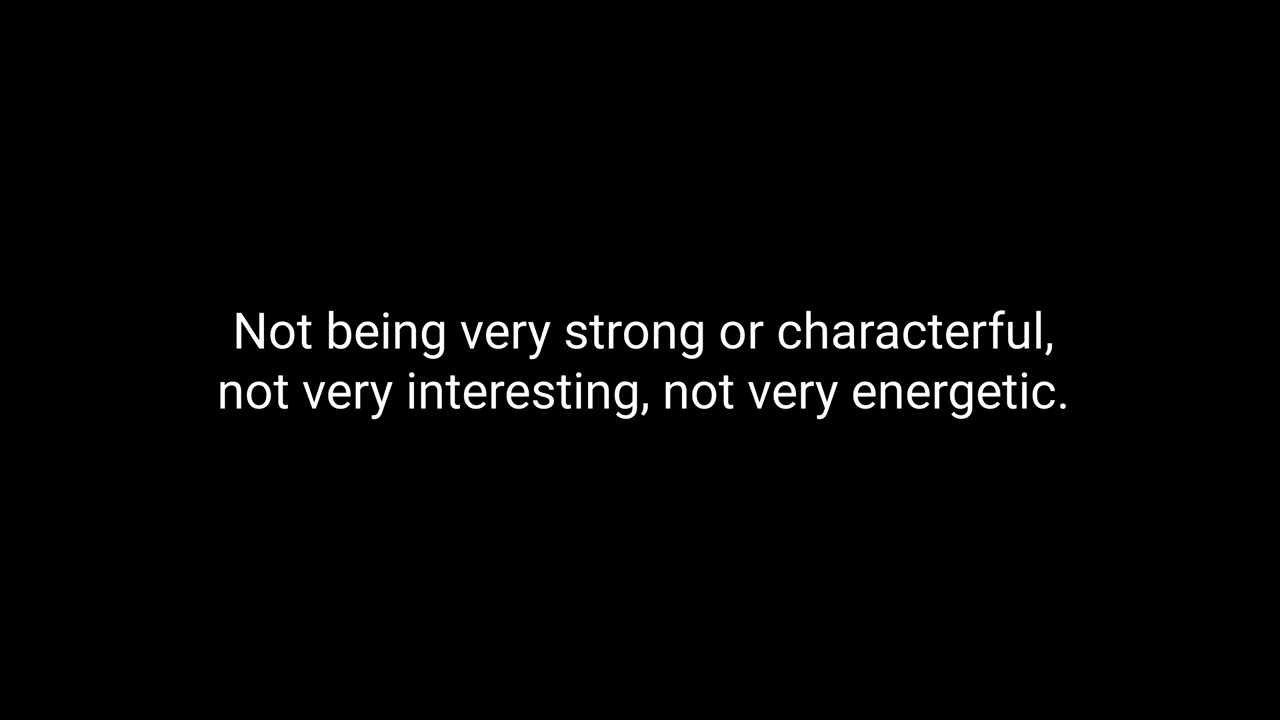 Not being very strong or characterful,
not very interesting, not very energetic.